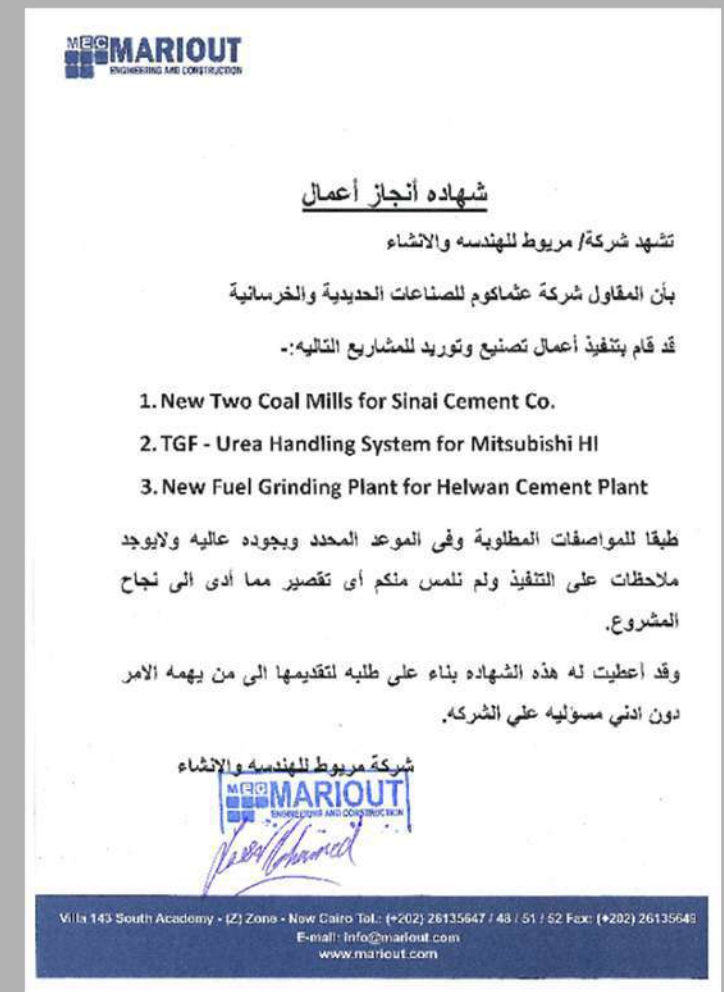 MEC MARIOUT
ENGINEERING AND CONSTRUCTION
شهاده أنجاز أعمال
تشهد شركة/ مريوط للهندسه والانشاء
بأن المقاول شركة عثماكوم للصناعات الحديدية والخرسانية
قد قام بتنفيذ أعمال تصنيع وتوريد للمشاريع التاليه:-
1. New Two Coal Mills for Sinai Cement Co.
2. TGF - Urea Handling System for Mitsubishi HI
3. New Fuel Grinding Plant for Helwan Cement Plant
طبقا للمواصفات المطلوبة وفى الموعد المحدد وبجوده عاليه ولايوجد
ملاحظات على التنفيذ ولم نلمس منكم أى تقصير مما أدى الى نجاح
المشروع.
وقد أعطيت له هذه الشهاده بناء على طلبه لتقديمها الى من يهمه الامر
دون ادني مسؤليه علي الشركه.
شركة مريوط للهندسه والانشاء
MEC MARIOUT
ENGINEERING AND CONSTRUCTION
Villa 143 South Academy - (Z) Zone - New Cairo Tel.: (+202) 26135647 / 48 / 51 / 52 Fax: (+202) 26135649
E-mail: info@mariout.com
www.mariout.com